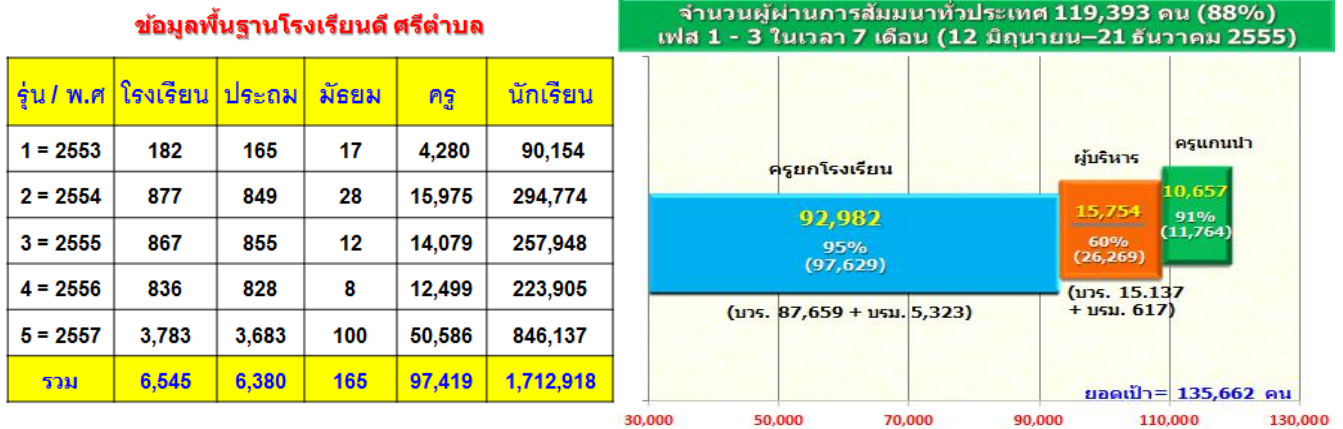 ข้อมูลพื้นฐานโรงเรียนดี ศรีตำบล
รุ่น / พ.ศ โรงเรียน ประถม มัธยม ครู นักเรียน
1 = 2553 182 165 17 4,280 90,154
2 = 2554 877 849 28 15,975 294,774
3 = 2555 867 855 12 14,079 257,948
4 = 2556 836 828 8 12,499 223,905
5 = 2557 3,783 3,683 100 50,586 846,137
รวม 6,545 6,380 165 97,419 1,712,918
จำนวนผู้ผ่านการสัมมนาทั่วประเทศ 119,393 คน (88%)
เฟส 1 - 3 ในเวลา 7 เดือน (12 มิถุนายน–21 ธันวาคม 2555)
ครูยกโรงเรียน
92,982
95%
(97,629)
(บวร. 87,659 + บรม. 5,323)
ผู้บริหาร
15,754
60%
(26,269)
(บวร. 15.137
+ บรม. 617)
ครูแกนนำ
10,657
91%
(11,764)
ยอดเป้า= 135,662 คน
30,000 50,000 70,000 90,000 110,000 130,000